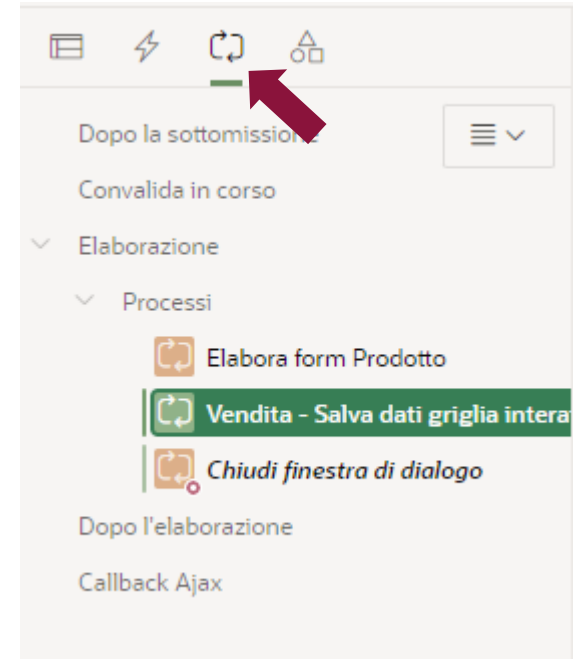 Dopo la sottomissione
Convalida in corso
Elaborazione
Processi
Elabora form Prodotto
Vendita - Salva dati griglia intera
Chiudi finestra di dialogo
Dopo l'elaborazione
Callback Ajax